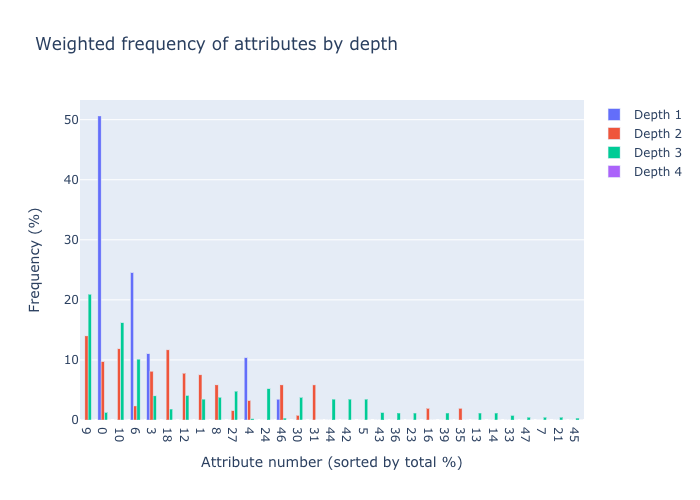 Weighted frequency of attributes by depth
Depth 1
Depth 2
Depth 3
Depth 4
50
40
30
20
10
0
Frequency (%)
9 0 10 6 3 18 12 1 8 27 4 24 46 30 31 44 42 5 43 36 23 16 39 35 13 14 33 47 7 21 45
Attribute number (sorted by total %)